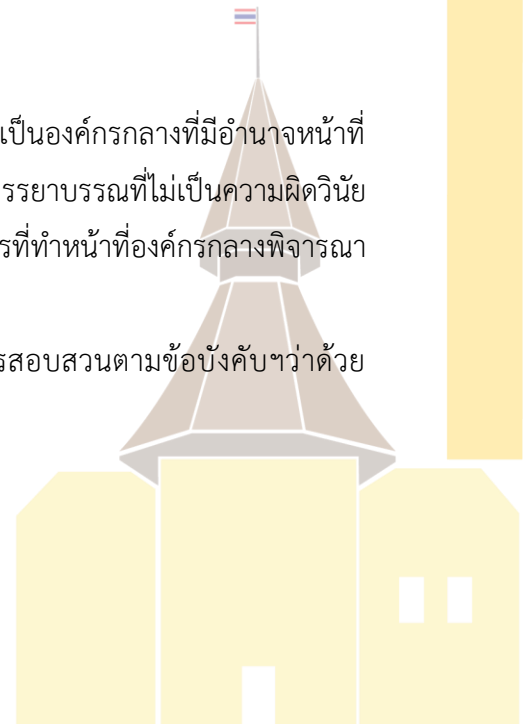 เป็นองค์กรกลางที่มีอำนาจหน้าที่
รรยาบรรณที่ไม่เป็นความผิดวินัย
รที่ทำหน้าที่องค์กรกลางพิจารณา
รสอบสวนตามข้อบังคับฯว่าด้วย